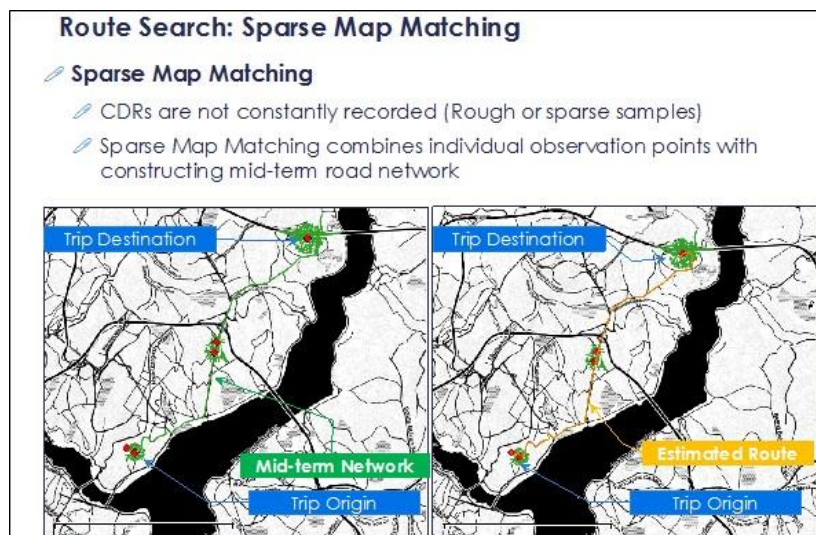 Route Search: Sparse Map Matching
Sparse Map Matching
CDRs are not constantly recorded (Rough or sparse samples)
Sparse Map Matching combines individual observation points with
constructing mid-term road network
Trip Destination
Mid-term Network
Trip Origin
Trip Destination
Estimated Route
Trip Origin